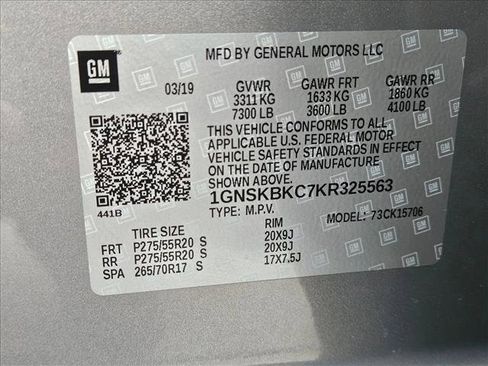 GM
MFD BY GENERAL MOTORS LLC
03/19 GVWR GAWR FRT GAWR RR
3311 KG 1633 KG 1860 KG
7300 LB 3600 LB 4100 LB
THIS VEHICLE CONFORMS TO ALL
APPLICABLE U.S. FEDERAL MOTOR
VEHICLE SAFETY STANDARDS IN EFFECT
ON THE DATE OF MANUFACTURE
SHOWN ABOVE.
1GNSKBKC7KR325563
441B TYPE: M.P.V. MODEL: 73CK15706
TIRE SIZE RIM
FRT P275/55R20 S 20X9J
RR P275/55R20 S 20X9J
SPA 265/70R17 S 17X7.5J